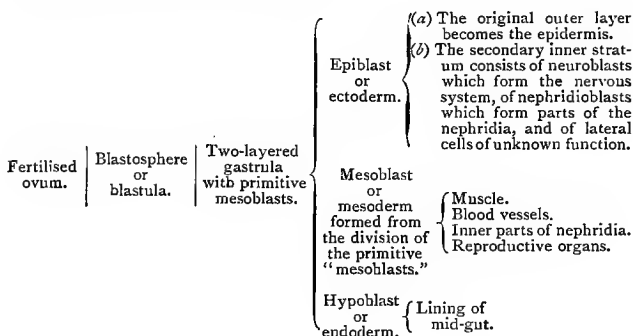 Fertilised
ovum.
Blastosphere
or
blastula.
Two-layered
gastrula
with primitive
mesoblasts.
Epiblast
or
ectoderm.
(a) The original outer layer
becomes the epidermis.
(b) The secondary inner strat-
um consists of neuroblasts
which form the nervous
system, of nephridioblasts
which form parts of the
nephridia, and of lateral
cells of unknown function.
Mesoblast
or
mesoderm
formed from
the division of
the primitive
"mesoblasts."
Muscle.
Blood vessels.
Inner parts of nephridia.
Reproductive organs.
Hypoblast
or
endoderm.
Lining of
mid-gut.